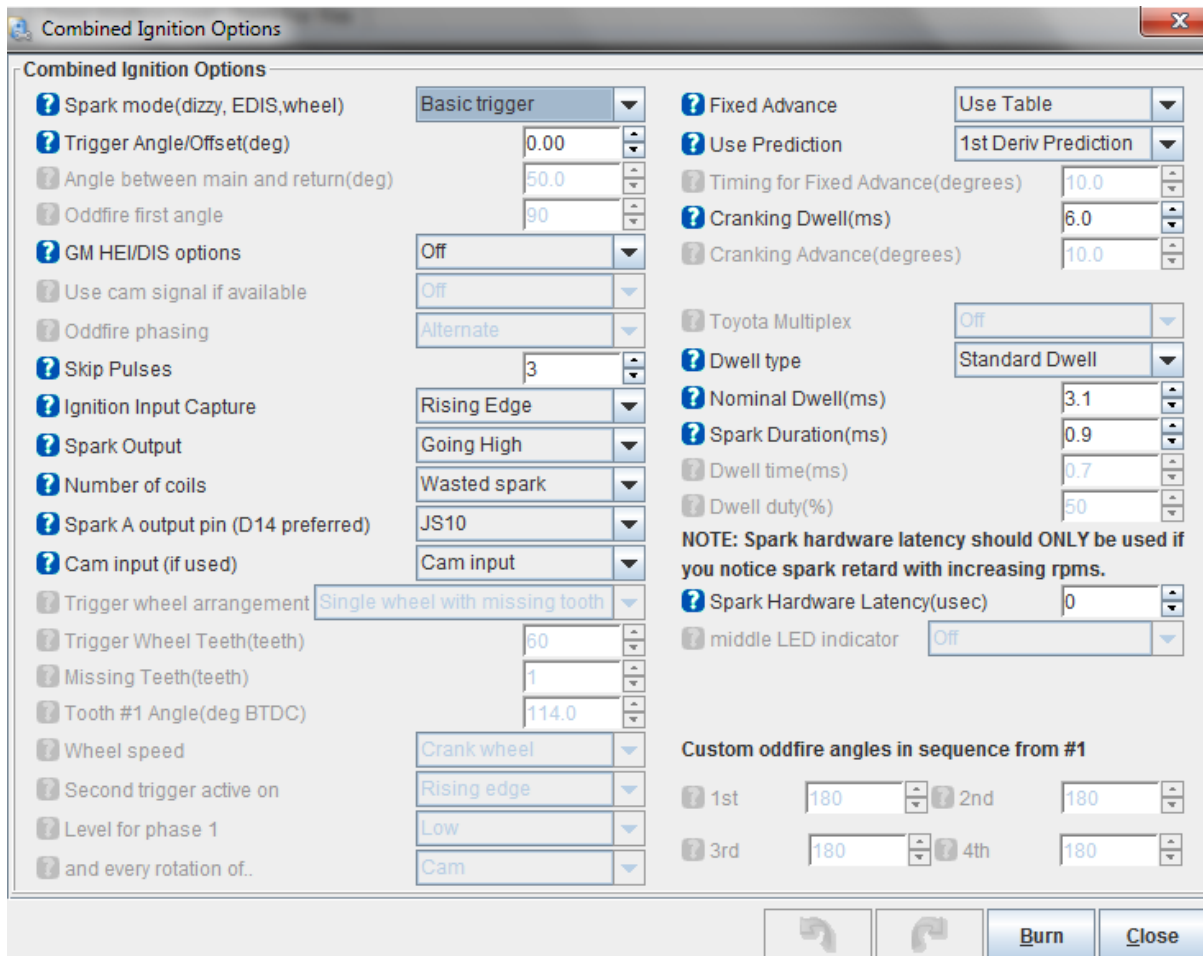 Combined Ignition Options
Combined Ignition Options
Spark mode(dizzy, EDIS,wheel) Basic trigger
Trigger Angle/Offset(deg) 0.00
Angle between main and return(deg) 50.0
Oddfire first angle 90
GM HEI/DIS options Off
Use cam signal if available Off
Oddfire phasing Alternate
Skip Pulses 3
Ignition Input Capture Rising Edge
Spark Output Going High
Number of coils Wasted spark
Spark A output pin (D14 preferred) JS10
Cam input (if used) Cam input
Trigger wheel arrangement Single wheel with missing tooth
Trigger Wheel Teeth(teeth) 60
Missing Teeth(teeth) 1
Tooth #1 Angle(deg BTDC) 114.0
Wheel speed Crank wheel
Second trigger active on Rising edge
Level for phase 1 Low
and every rotation of.. Cam
Fixed Advance Use Table
Use Prediction 1st Deriv Prediction
Timing for Fixed Advance(degrees) 10.0
Cranking Dwell(ms) 6.0
Cranking Advance(degrees) 10.0
Toyota Multiplex Off
Dwell type Standard Dwell
Nominal Dwell(ms) 3.1
Spark Duration(ms) 0.9
Dwell time(ms) 0.7
Dwell duty(%) 50
NOTE: Spark hardware latency should ONLY be used if
you notice spark retard with increasing rpms.
Spark Hardware Latency(usec) 0
middle LED indicator Off
Custom oddfire angles in sequence from #1
1st 180 2nd 180
3rd 180 4th 180
Burn Close